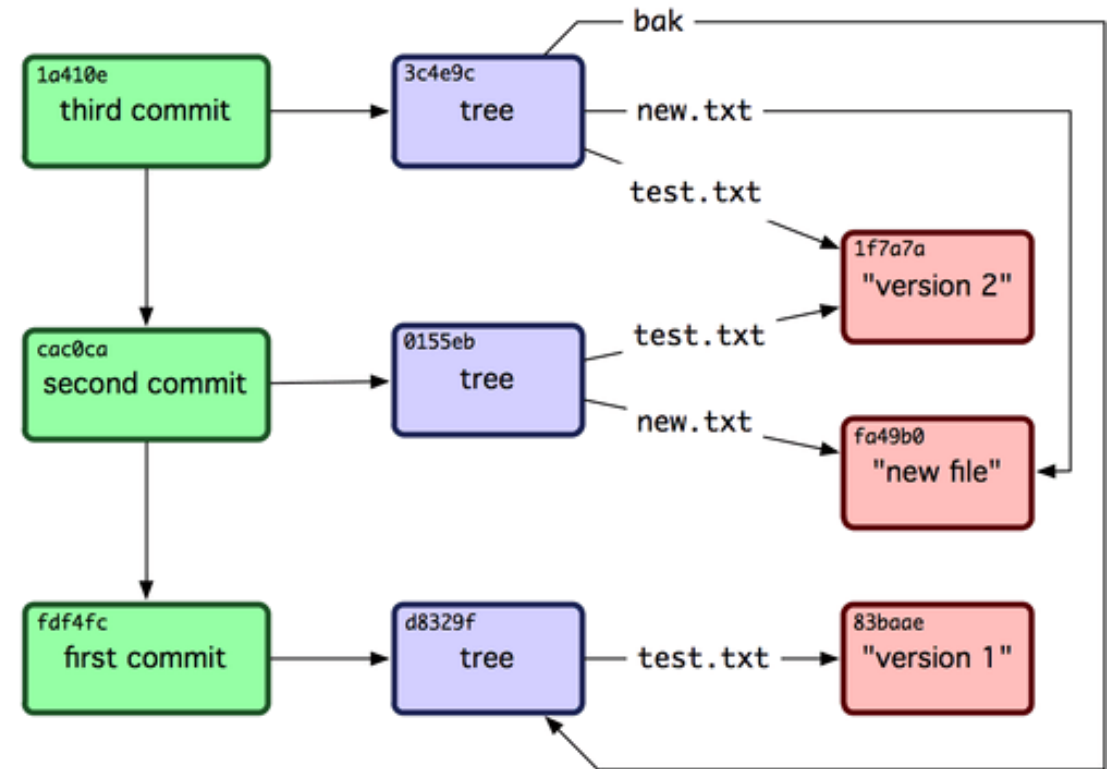 bak
1a410e
third commit
3c4e9c
tree
new.txt
test.txt
1f7a7a
"version 2"
cac0ca
second commit
0155eb
tree
test.txt
new.txt
fa49b0
"new file"
fdf4fc
first commit
d8329f
tree
test.txt
83baae
"version 1"